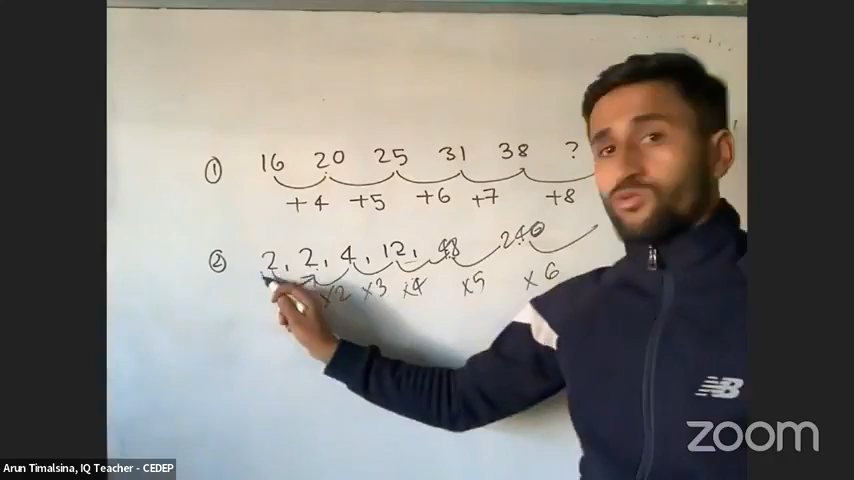 ① 16 20 25 31 38 ?
+4 +5 +6 +7 +8
② 2, 2, 4, 12, 48 240
×2 ×3 ×4 ×5 ×6
NB
zoom
Arun Timalsina, IQ Teacher - CEDEP